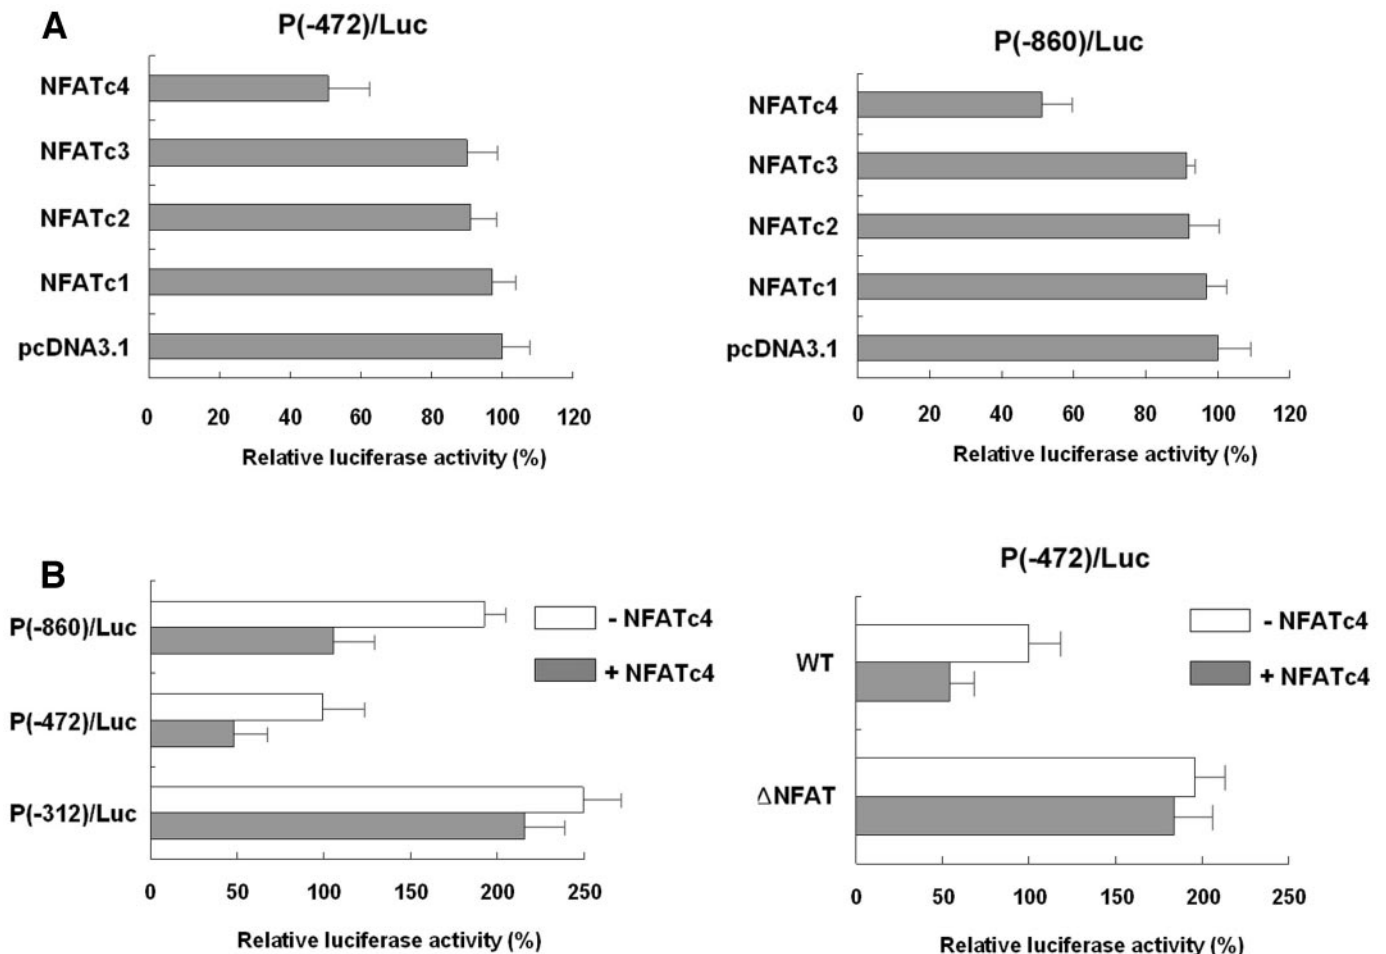 A
P(-472)/Luc
NFATc4
NFATc3
NFATc2
NFATc1
pcDNA3.1
0 20 40 60 80 100 120
Relative luciferase activity (%)
P(-860)/Luc
NFATc4
NFATc3
NFATc2
NFATc1
pcDNA3.1
0 20 40 60 80 100 120
Relative luciferase activity (%)
B
P(-860)/Luc
P(-472)/Luc
P(-312)/Luc
- NFATc4
+ NFATc4
0 50 100 150 200 250
Relative luciferase activity (%)
P(-472)/Luc
WT
ΔNFAT
- NFATc4
+ NFATc4
0 50 100 150 200 250
Relative luciferase activity (%)